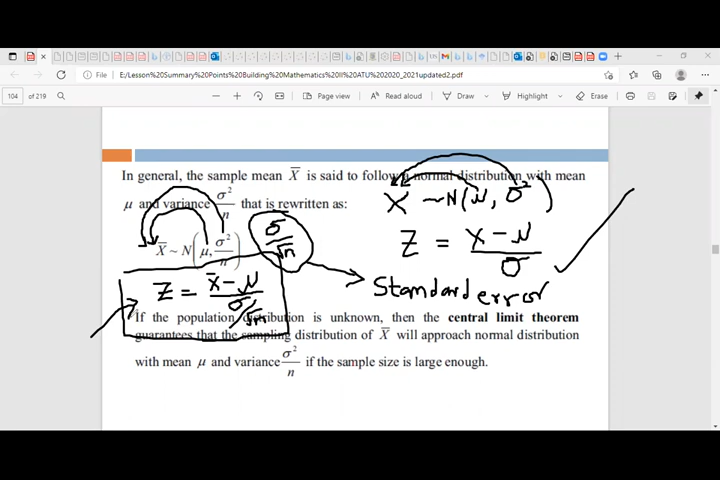 File
E:/Lesson%20Summary%20Points%20Building%20Mathematics%20II%20ATU%202020_2021updated2.pdf
104 of 219
Page view
Read aloud
Draw
Highlight
Erase
In general, the sample mean X̄ is said to follow a normal distribution with mean
μ and variance σ²/n that is rewritten as:
X̄ ~ N(μ, σ²/n)
σ/√n
X ~ N(μ, σ²)
Z = X - μ / σ
Standard error
Z = X̄ - μ / σ/√n
If the population distribution is unknown, then the central limit theorem
guarantees that the sampling distribution of X̄ will approach normal distribution
with mean μ and variance σ²/n if the sample size is large enough.